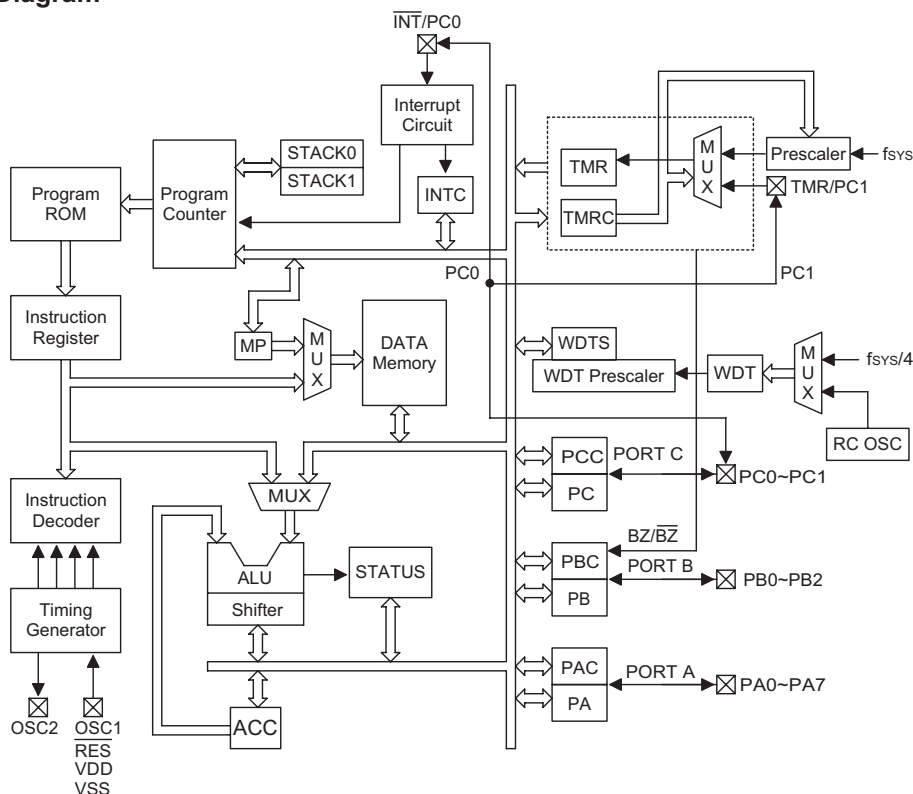 Diagram
INT/PC0
Interrupt
Circuit
STACK0
STACK1
Program
ROM
Program
Counter
INTC
TMR
TMRC
M
U
X
Prescaler
fSYS
TMR/PC1
PC0
PC1
Instruction
Register
MP
M
U
X
DATA
Memory
WDTS
WDT Prescaler
WDT
M
U
X
fSYS/4
RC OSC
PCC
PC
PORT C
PC0~PC1
Instruction
Decoder
MUX
ALU
Shifter
STATUS
BZ/BZ
PBC
PB
PORT B
PB0~PB2
Timing
Generator
PAC
PA
PORT A
PA0~PA7
OSC2
OSC1
RES
VDD
VSS
ACC